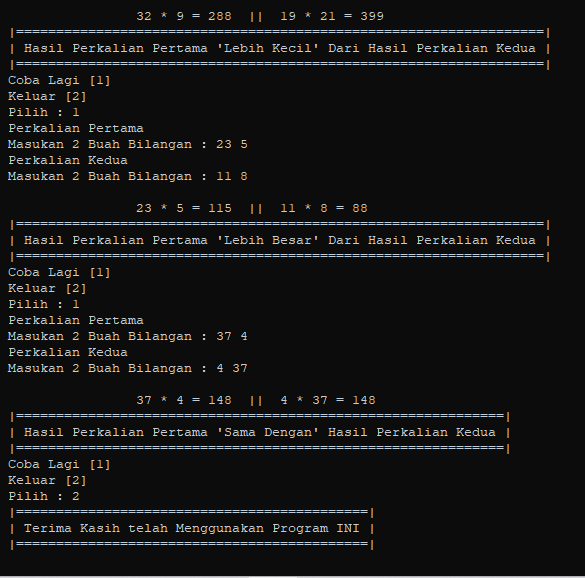 32 * 9 = 288  ||  19 * 21 = 399
|==================================================================|
| Hasil Perkalian Pertama 'Lebih Kecil' Dari Hasil Perkalian Kedua |
|==================================================================|
Coba Lagi [1]
Keluar [2]
Pilih : 1
Perkalian Pertama
Masukan 2 Buah Bilangan : 23 5
Perkalian Kedua
Masukan 2 Buah Bilangan : 11 8
23 * 5 = 115  ||  11 * 8 = 88
|==================================================================|
| Hasil Perkalian Pertama 'Lebih Besar' Dari Hasil Perkalian Kedua |
|==================================================================|
Coba Lagi [1]
Keluar [2]
Pilih : 1
Perkalian Pertama
Masukan 2 Buah Bilangan : 37 4
Perkalian Kedua
Masukan 2 Buah Bilangan : 4 37
37 * 4 = 148  ||  4 * 37 = 148
|=============================================================|
| Hasil Perkalian Pertama 'Sama Dengan' Hasil Perkalian Kedua |
|=============================================================|
Coba Lagi [1]
Keluar [2]
Pilih : 2
|============================================|
| Terima Kasih telah Menggunakan Program INI |
|============================================|